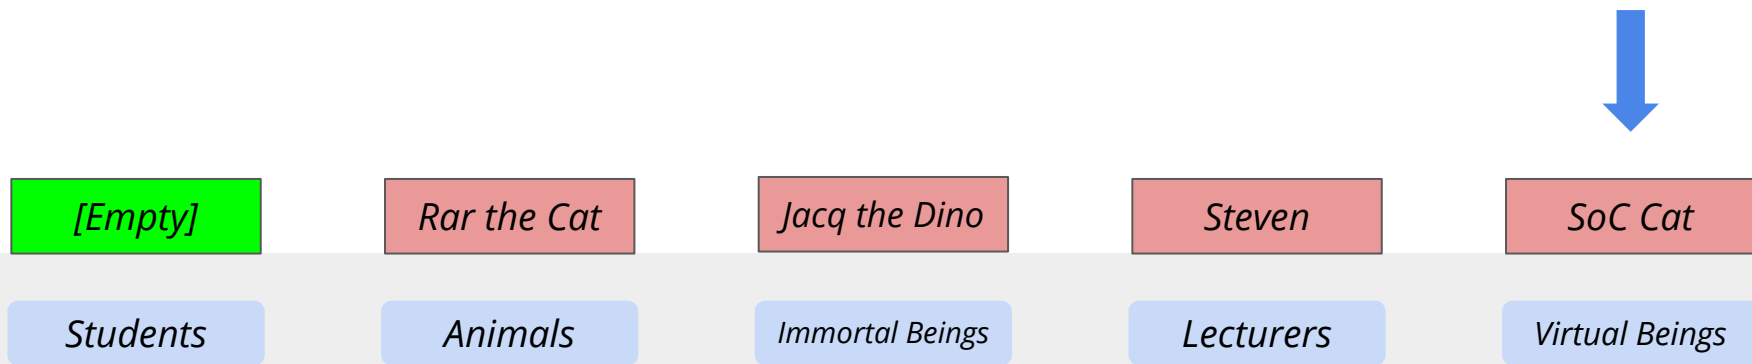 [Empty]
Rar the Cat
Jacq the Dino
Steven
SoC Cat
Students
Animals
Immortal Beings
Lecturers
Virtual Beings